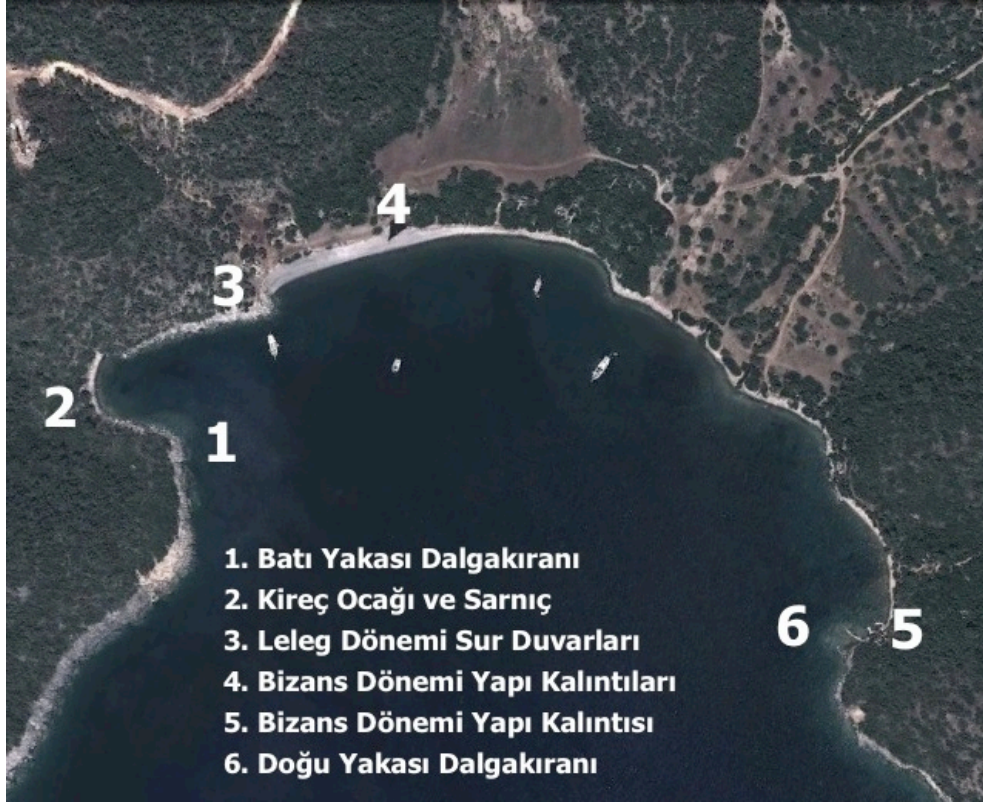 4
3
2
1
1. Batı Yakası Dalgakıranı
2. Kireç Ocağı ve Sarnıç
3. Leleg Dönemi Sur Duvarları
4. Bizans Dönemi Yapı Kalıntıları
5. Bizans Dönemi Yapı Kalıntısı
6. Doğu Yakası Dalgakıranı
6 5